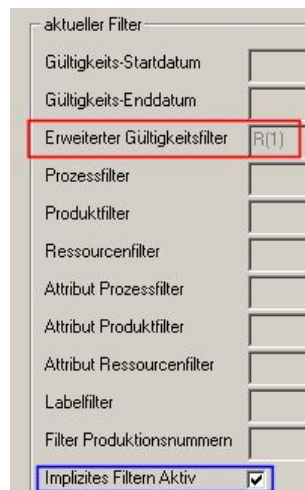 aktueller Filter
Gültigkeits-Startdatum
Gültigkeits-Enddatum
Erweiterter Gültigkeitsfilter R(1)
Prozessfilter
Produktfilter
Ressourcenfilter
Attribut Prozessfilter
Attribut Produktfilter
Attribut Ressourcenfilter
Labelfilter
Filter Produktionsnummern
Implizites Filtern Aktiv